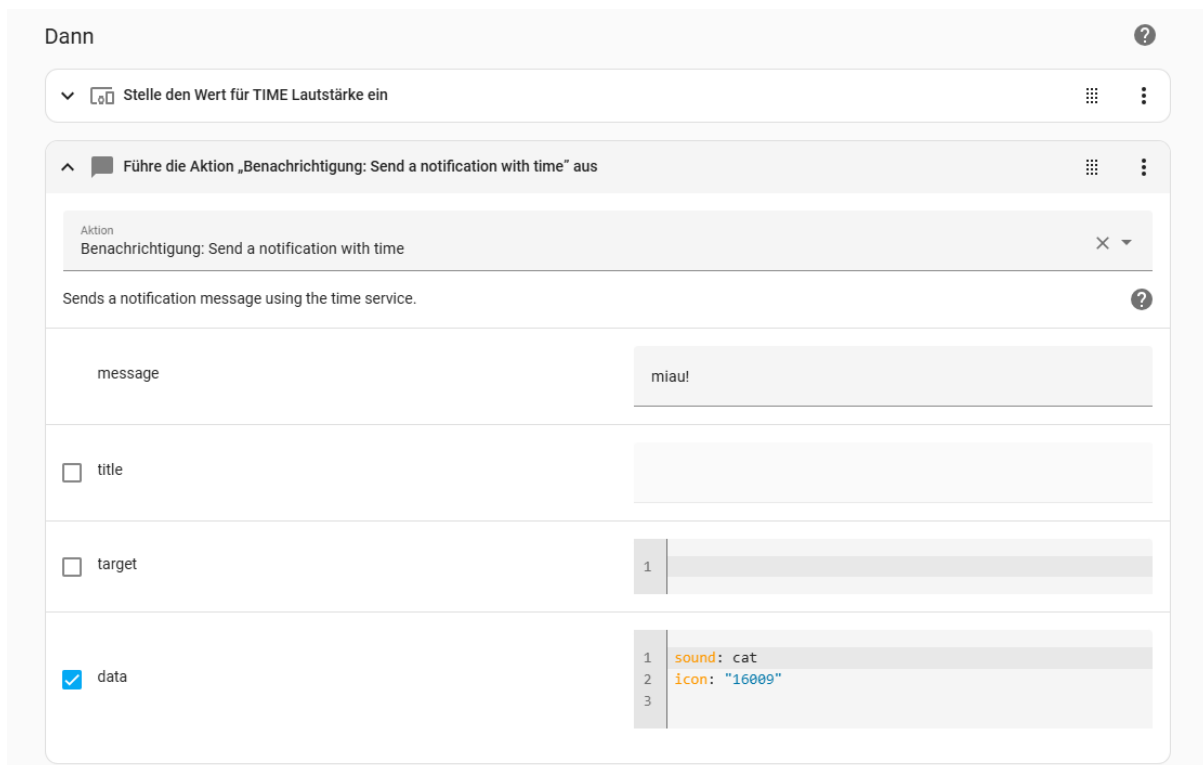 Dann
Stelle den Wert für TIME Lautstärke ein
Führe die Aktion „Benachrichtigung: Send a notification with time” aus
Aktion
Benachrichtigung: Send a notification with time
Sends a notification message using the time service.
message
miau!
title
target
1
data
1 sound: cat
2 icon: "16009"
3